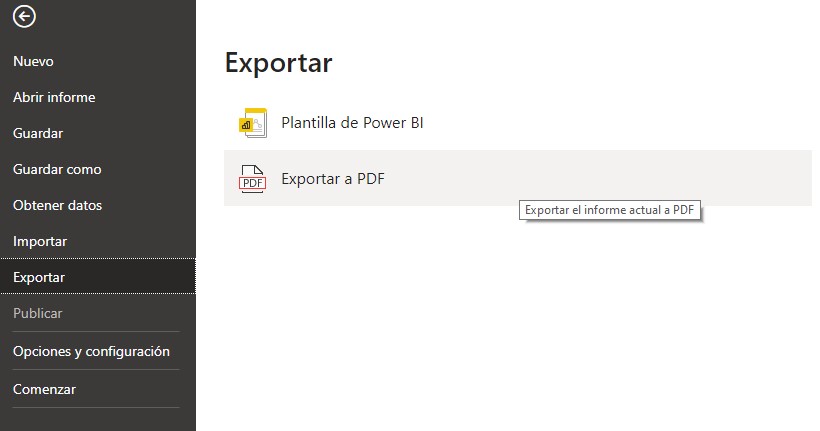 Nuevo
Abrir informe
Guardar
Guardar como
Obtener datos
Importar
Exportar
Publicar
Opciones y configuración
Comenzar
Exportar
Plantilla de Power BI
PDF
Exportar a PDF
Exportar el informe actual a PDF